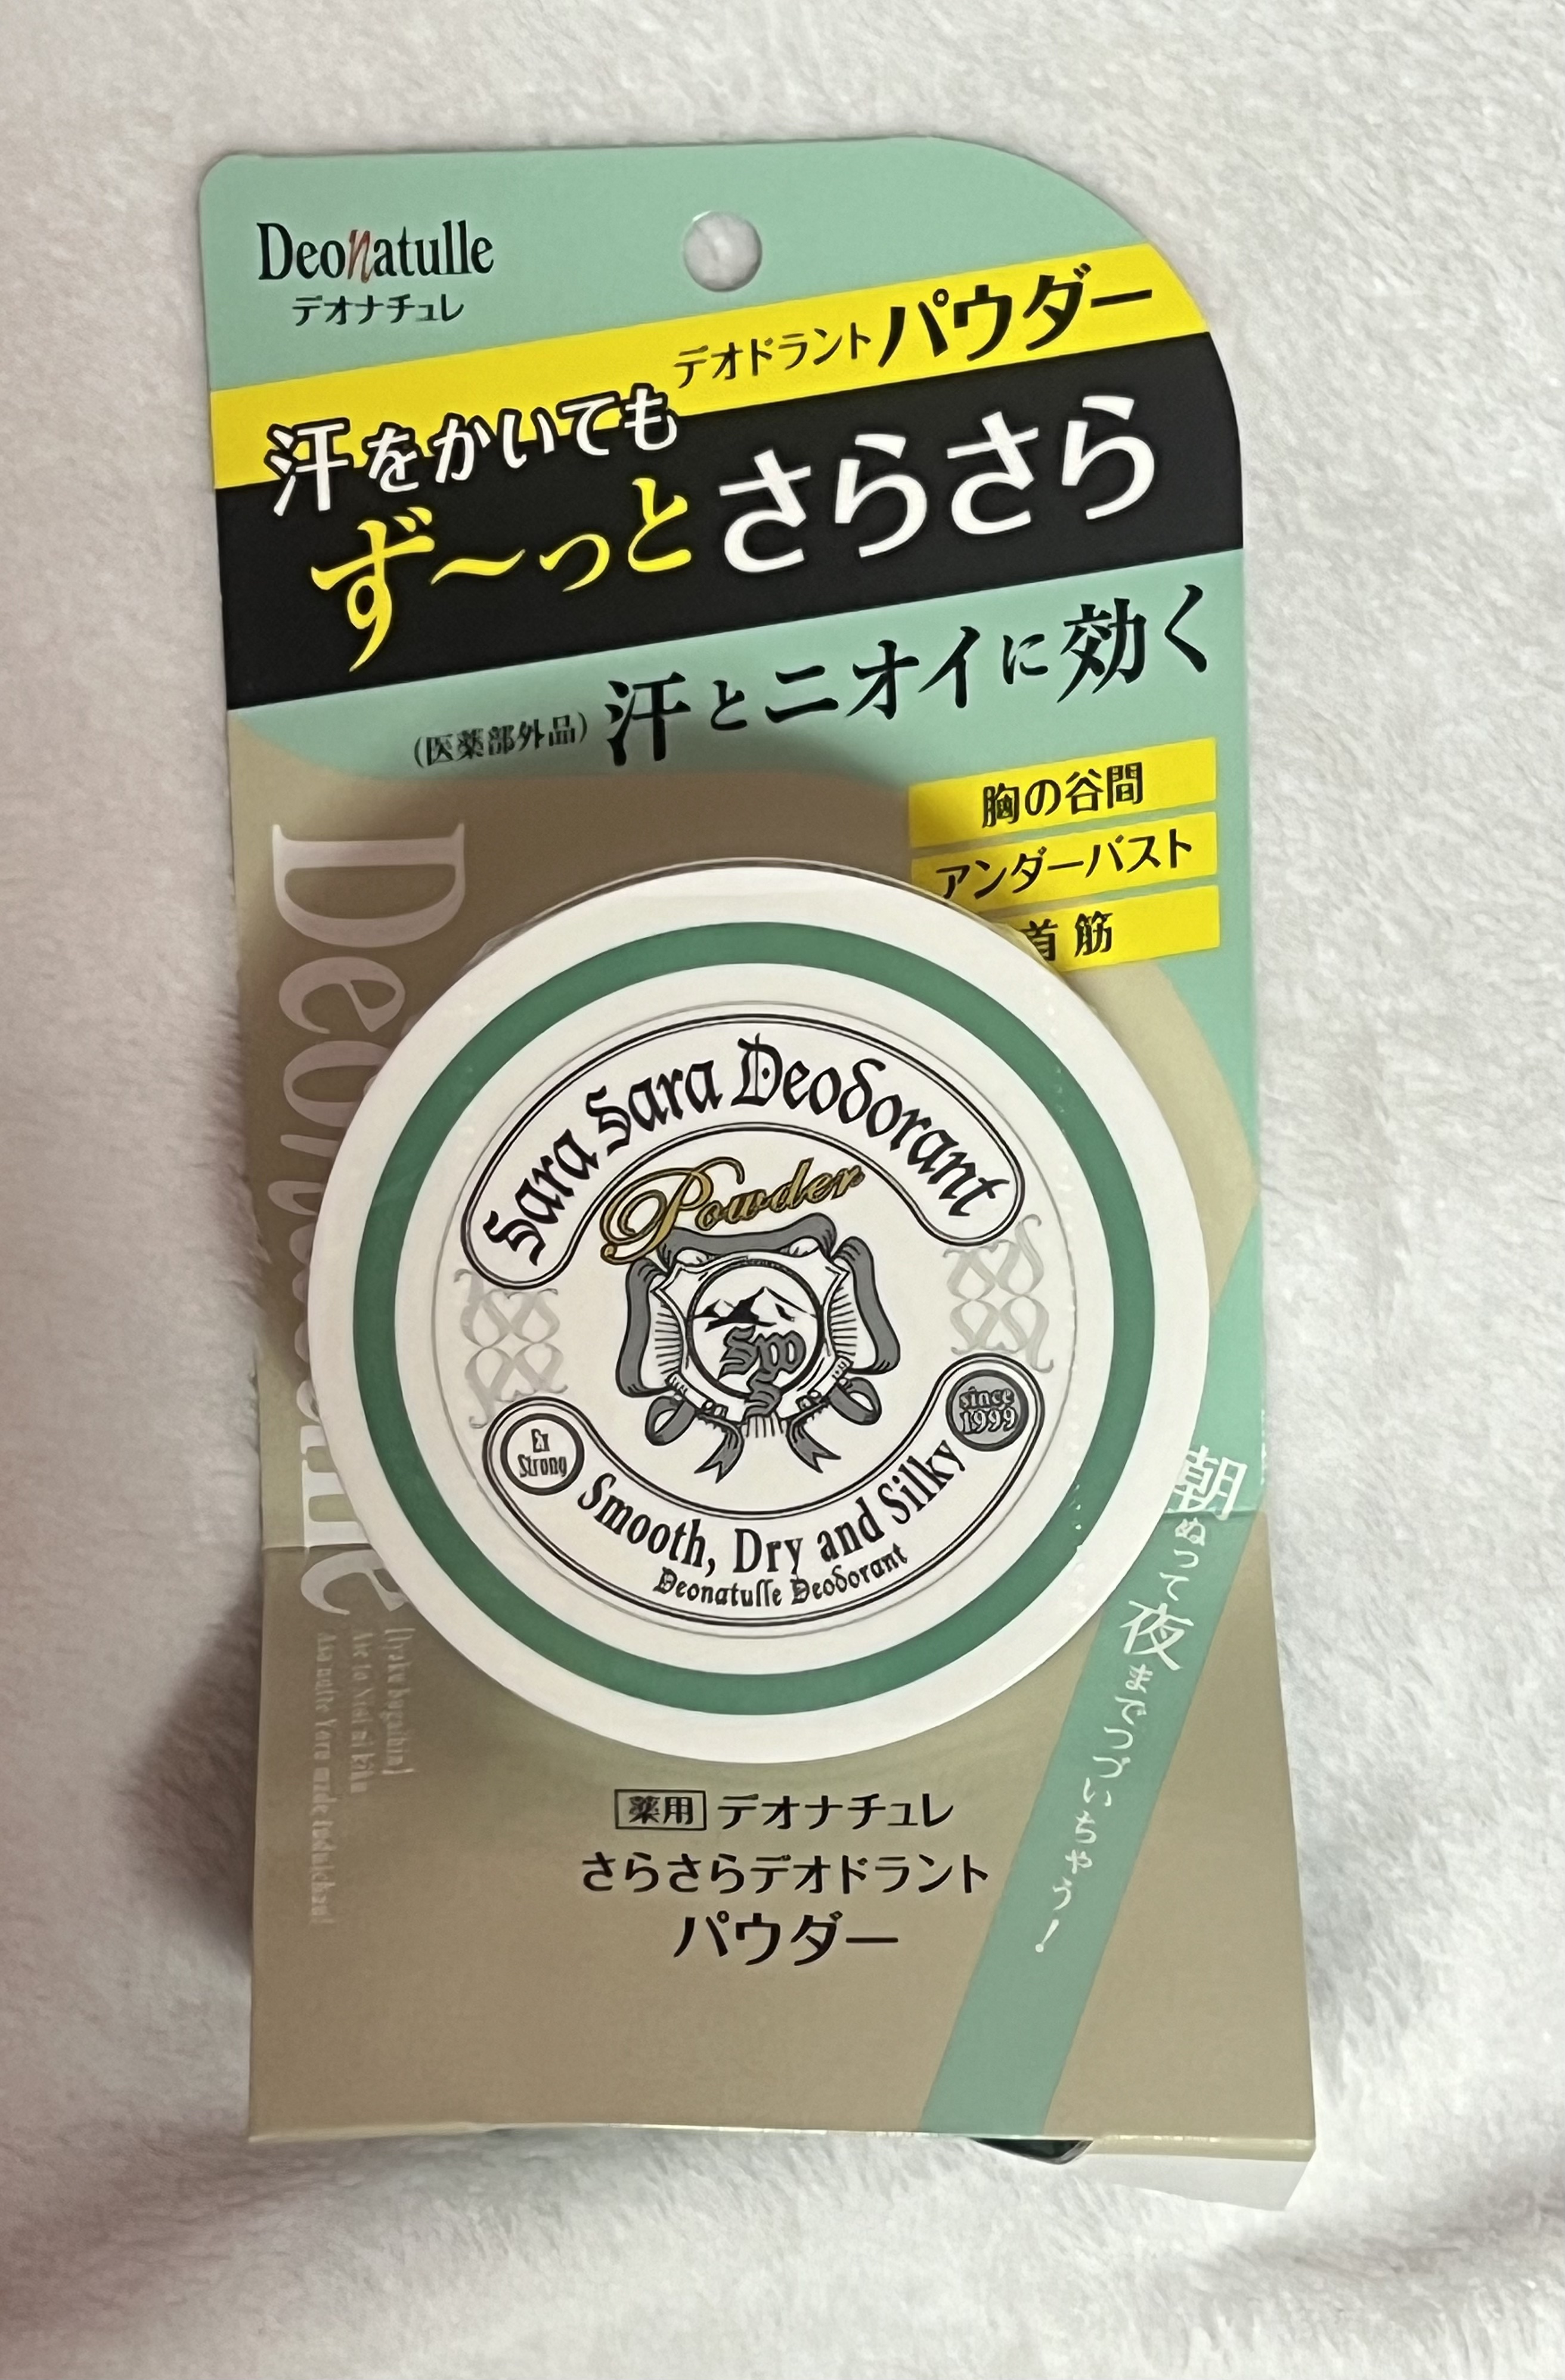 Deonatulle
デオナチュレ
デオドラントパウダー
汗をかいても
ず〜っとさらさら
(医薬部外品)汗とニオイに効く
胸の谷間
アンダーバスト
首筋
Sara Sara Deodorant
Powder
SWS
Ex
Strong
since
1999
Smooth, Dry and Silky
Deonatulle Deodorant
朝ぬって夜までつづいちゃう!
薬用 デオナチュレ
さらさらデオドラント
パウダー